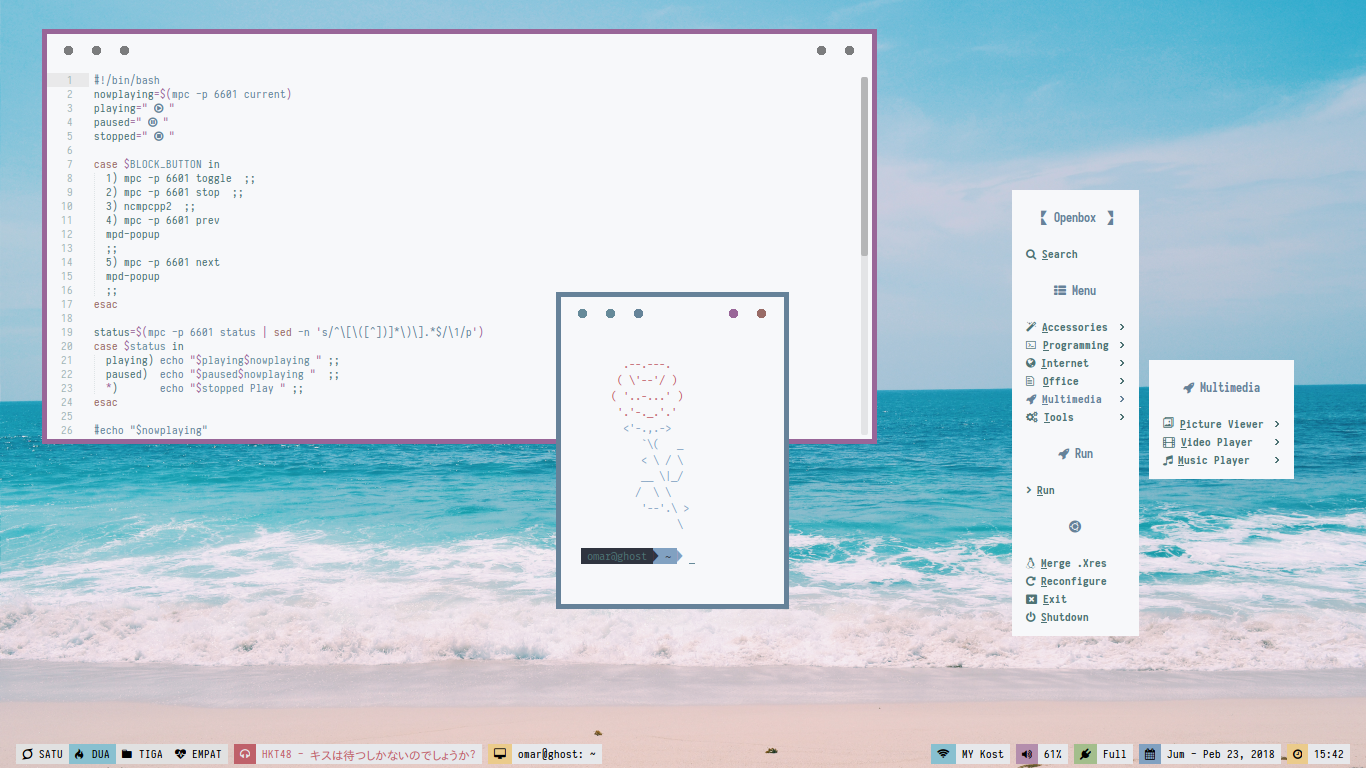 1 #!/bin/bash
2 nowplaying=$(mpc -p 6601 current)
3 playing=" "
4 paused=" "
5 stopped=" "
6
7 case $BLOCK_BUTTON in
8 1) mpc -p 6601 toggle ;;
9 2) mpc -p 6601 stop ;;
10 3) ncmpcpp2 ;;
11 4) mpc -p 6601 prev
12 mpd-popup
13 ;;
14 5) mpc -p 6601 next
15 mpd-popup
16 ;;
17 esac
18
19 status=$(mpc -p 6601 status | sed -n 's/^\[\([^])]*\)\].*$/\1/p')
20 case $status in
21 playing) echo "$playing$nowplaying " ;;
22 paused) echo "$paused$nowplaying " ;;
23 *) echo "$stopped Play " ;;
24 esac
25
26 #echo "$nowplaying"
.--.---.
( \'--'/ )
( '..-...' )
'.'-._.'.'
<'-.,.->
`\( _
< \ / \
__ \|_/
/ \ \
'--'.\ >
\
omar@ghost ~ _
Openbox
Search
Menu
Accessories
Programming
Internet
Office
Multimedia
Tools
Run
Run
Merge .Xres
Reconfigure
Exit
Shutdown
Multimedia
Picture Viewer
Video Player
Music Player
SATU DUA TIGA EMPAT HKT48 - キスは待つしかないのでしょうか? omar@ghost: ~ MY Kost 61% Full Jum - Peb 23, 2018 15:42